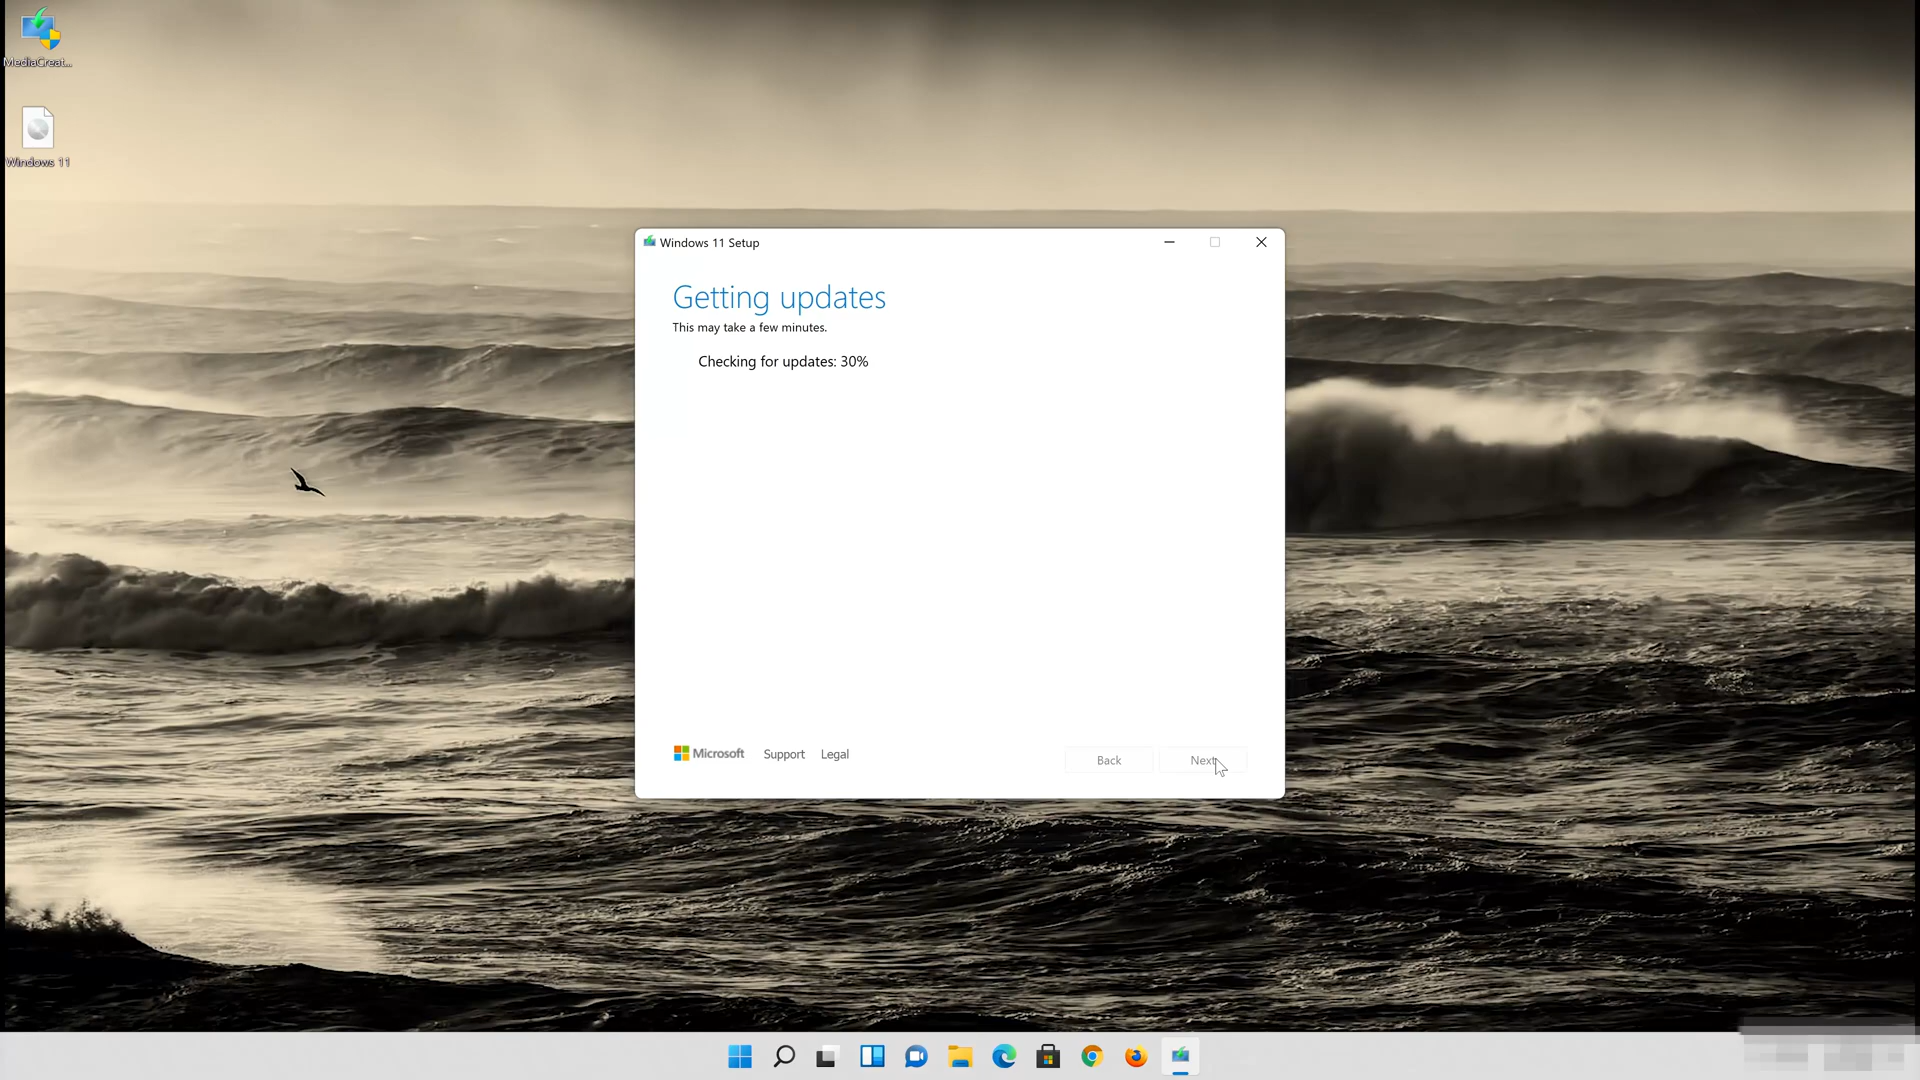 MediaCreat...
Windows 11
Windows 11 Setup
Getting updates
This may take a few minutes.
Checking for updates: 30%
Microsoft
Support
Legal
Back
Next